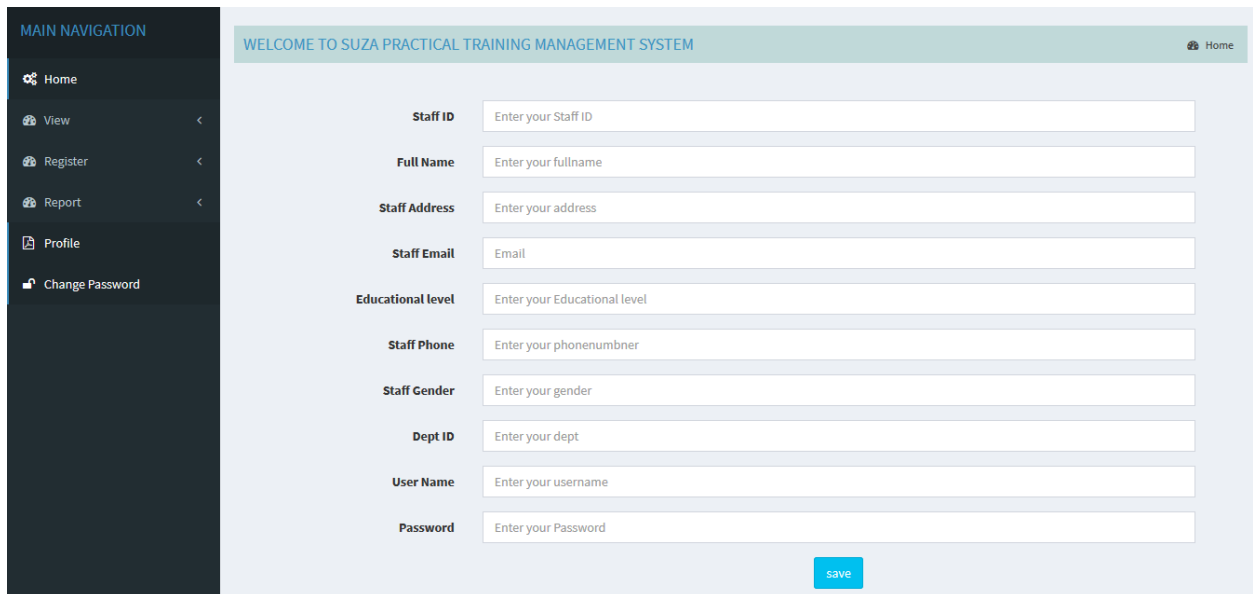 MAIN NAVIGATION
Home
View
Register
Report
Profile
Change Password
WELCOME TO SUZA PRACTICAL TRAINING MANAGEMENT SYSTEM
Home
Staff ID Enter your Staff ID
Full Name Enter your fullname
Staff Address Enter your address
Staff Email Email
Educational level Enter your Educational level
Staff Phone Enter your phonenumbner
Staff Gender Enter your gender
Dept ID Enter your dept
User Name Enter your username
Password Enter your Password
save